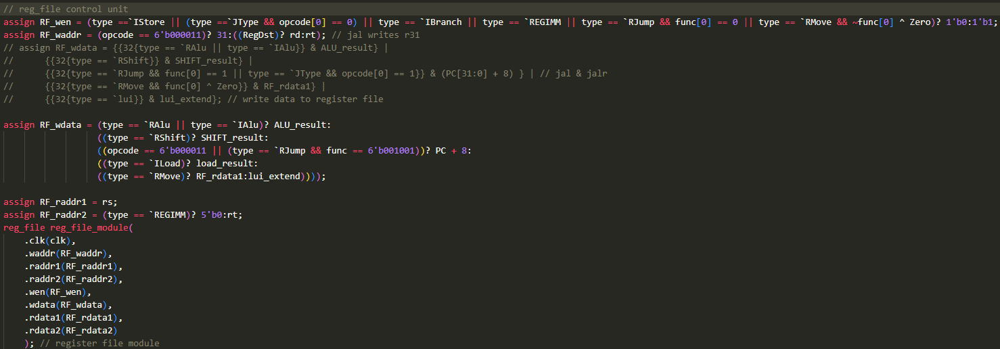 // reg_file control unit
assign RF_wen = (type ==`IStore || (type ==`JType && opcode[0] == 0) || type == `IBranch || type == `REGIMM || type == `RJump && func[0] == 0 || type == `RMove && ~func[0] ^ Zero)? 1'b0:1'b1;
assign RF_waddr = (opcode == 6'b000011)? 31:((RegDst)? rd:rt); // jal writes r31
// assign RF_wdata = {{32{type == `RAlu || type == `IAlu}} & ALU_result} |
//      {{32{type == `RShift}} & SHIFT_result} |
//      {{32{type == `RJump && func[0] == 1 || type == `JType && opcode[0] == 1}} & (PC[31:0] + 8) } | // jal & jalr
//      {{32{type == `RMove && func[0] ^ Zero}} & RF_rdata1} |
//      {{32{type == `lui}} & lui_extend}; // write data to register file
assign RF_wdata = (type == `RAlu || type == `IAlu)? ALU_result:
((type == `RShift)? SHIFT_result:
((opcode == 6'b000011 || (type == `RJump && func == 6'b001001))? PC + 8:
((type == `ILoad)? load_result:
((type == `RMove)? RF_rdata1:lui_extend))));
assign RF_raddr1 = rs;
assign RF_raddr2 = (type == `REGIMM)? 5'b0:rt;
reg_file reg_file_module(
.clk(clk),
.waddr(RF_waddr),
.raddr1(RF_raddr1),
.raddr2(RF_raddr2),
.wen(RF_wen),
.wdata(RF_wdata),
.rdata1(RF_rdata1),
.rdata2(RF_rdata2)
); // register file module